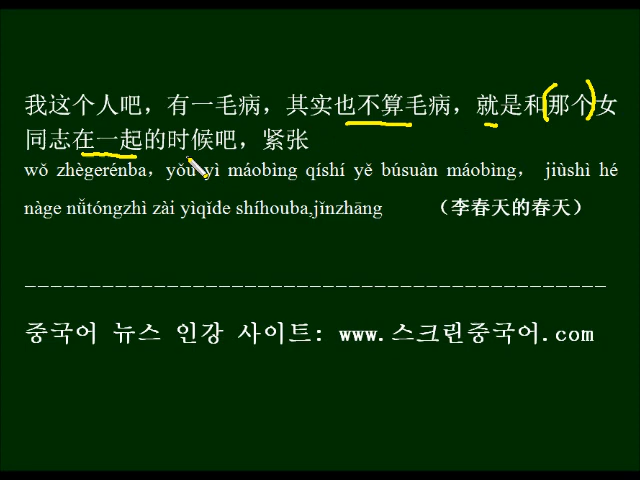 我这个人吧，有一毛病，其实也不算毛病，就是和那个女
同志在一起的时候吧，紧张
wǒ zhègerénba，yǒu yì máobìng qíshí yě búsuàn máobìng， jiùshì hé
nàge nǚtóngzhì zài yìqǐde shíhouba,jǐnzhāng （李春天的春天）
중국어 뉴스 인강 사이트: www.스크린중국어.com